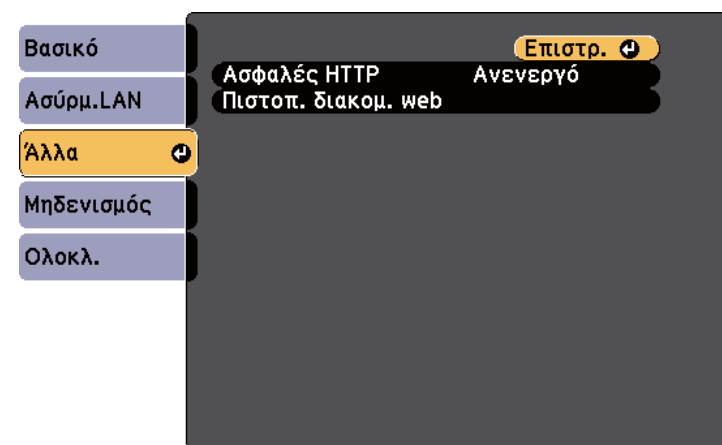 Βασικό
Ασύρμ.LAN
Άλλα
Μηδενισμός
Ολοκλ.
Επιστρ.
Ασφαλές HTTP Ανενεργό
Πιστοπ. διακομ. web